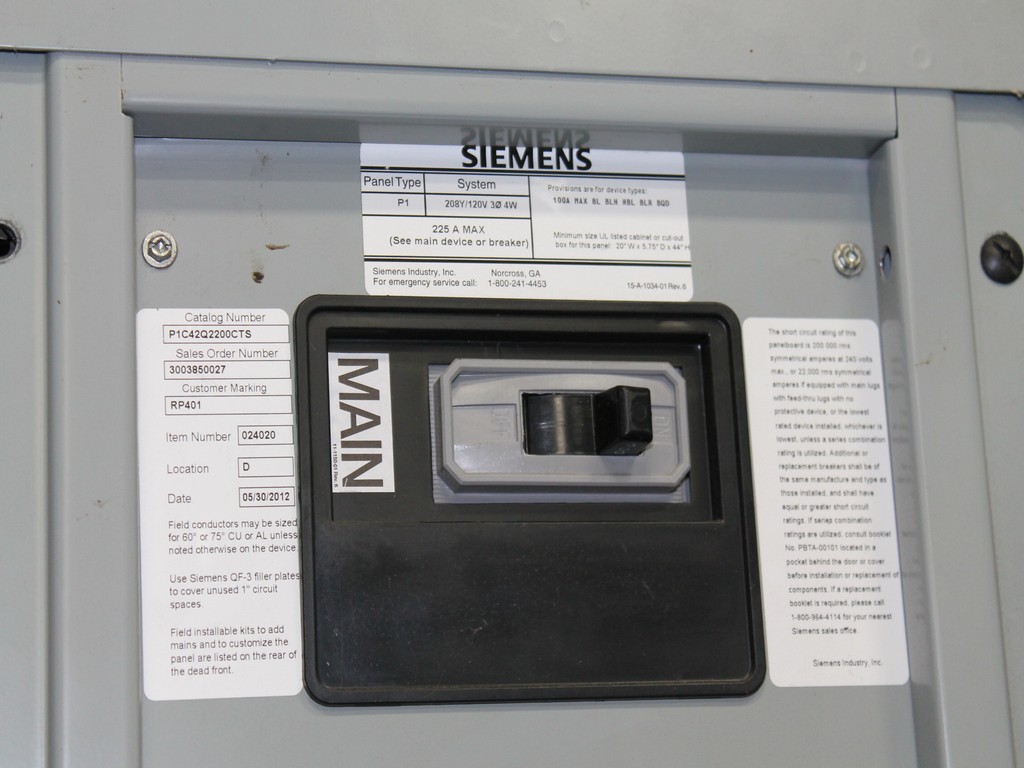 SIEMENS
Panel Type System
P1 208Y/120V 3Ø 4W
225 A MAX
(See main device or breaker)
Provisions are for device types:
100A MAX BL BLH HBL BLR BQD
Minimum size UL listed cabinet or cut-out
box for this panel: 20" W x 5.75" D x 44" H
Siemens Industry, Inc. Norcross, GA
For emergency service call: 1-800-241-4453
15-A-1034-01 Rev. 6
Catalog Number
P1C42Q2200CTS
Sales Order Number
3003850027
Customer Marking
RP401
Item Number 024020
Location D
Date 05/30/2012
Field conductors may be sized
for 60° or 75° CU or AL unless
noted otherwise on the device.
Use Siemens QF-3 filler plates
to cover unused 1" circuit
spaces.
Field installable kits to add
mains and to customize the
panel are listed on the rear of
the dead front.
MAIN
OFF
ON
The short circuit rating of this
panelboard is 200 000 rms
symmetrical amperes at 240 volts
max., or 22,000 rms symmetrical
amperes if equipped with main lugs
with feed-thru lugs with no
protective device, or the lowest
rated device installed, whichever is
lowest, unless a series combination
rating is utilized. Additional or
replacement breakers shall be of
the same manufacture and type as
those installed, and shall have
equal or greater short circuit
ratings. If series combination
ratings are utilized, consult booklet
No. PBTA-00101 located in a
pocket behind the door or cover
before installation or replacement of
components. If a replacement
booklet is required, please call
1-800-964-4114 for your nearest
Siemens sales office.
Siemens Industry, Inc.